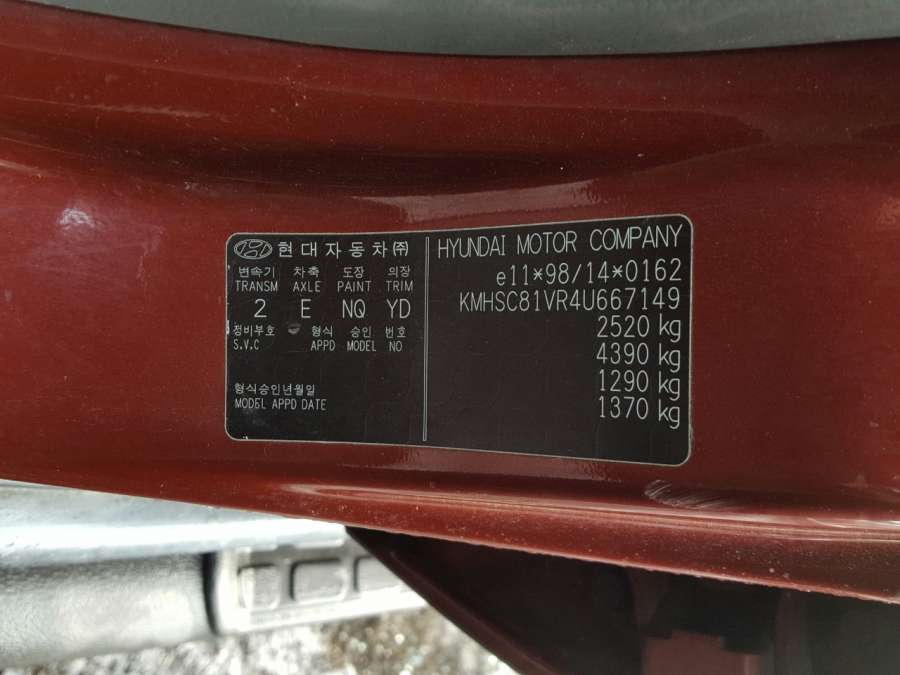 현대자동차㈜
변속기 차축 도장 의장
TRANSM AXLE PAINT TRIM
2 E NQ YD
정비부호 형식 승인 번호
S.V.C APPD MODEL NO
형식승인년월일
MODEL APPD DATE
HYUNDAI MOTOR COMPANY
e11*98/14*0162
KMHSC81VR4U667149
2520 kg
4390 kg
1290 kg
1370 kg